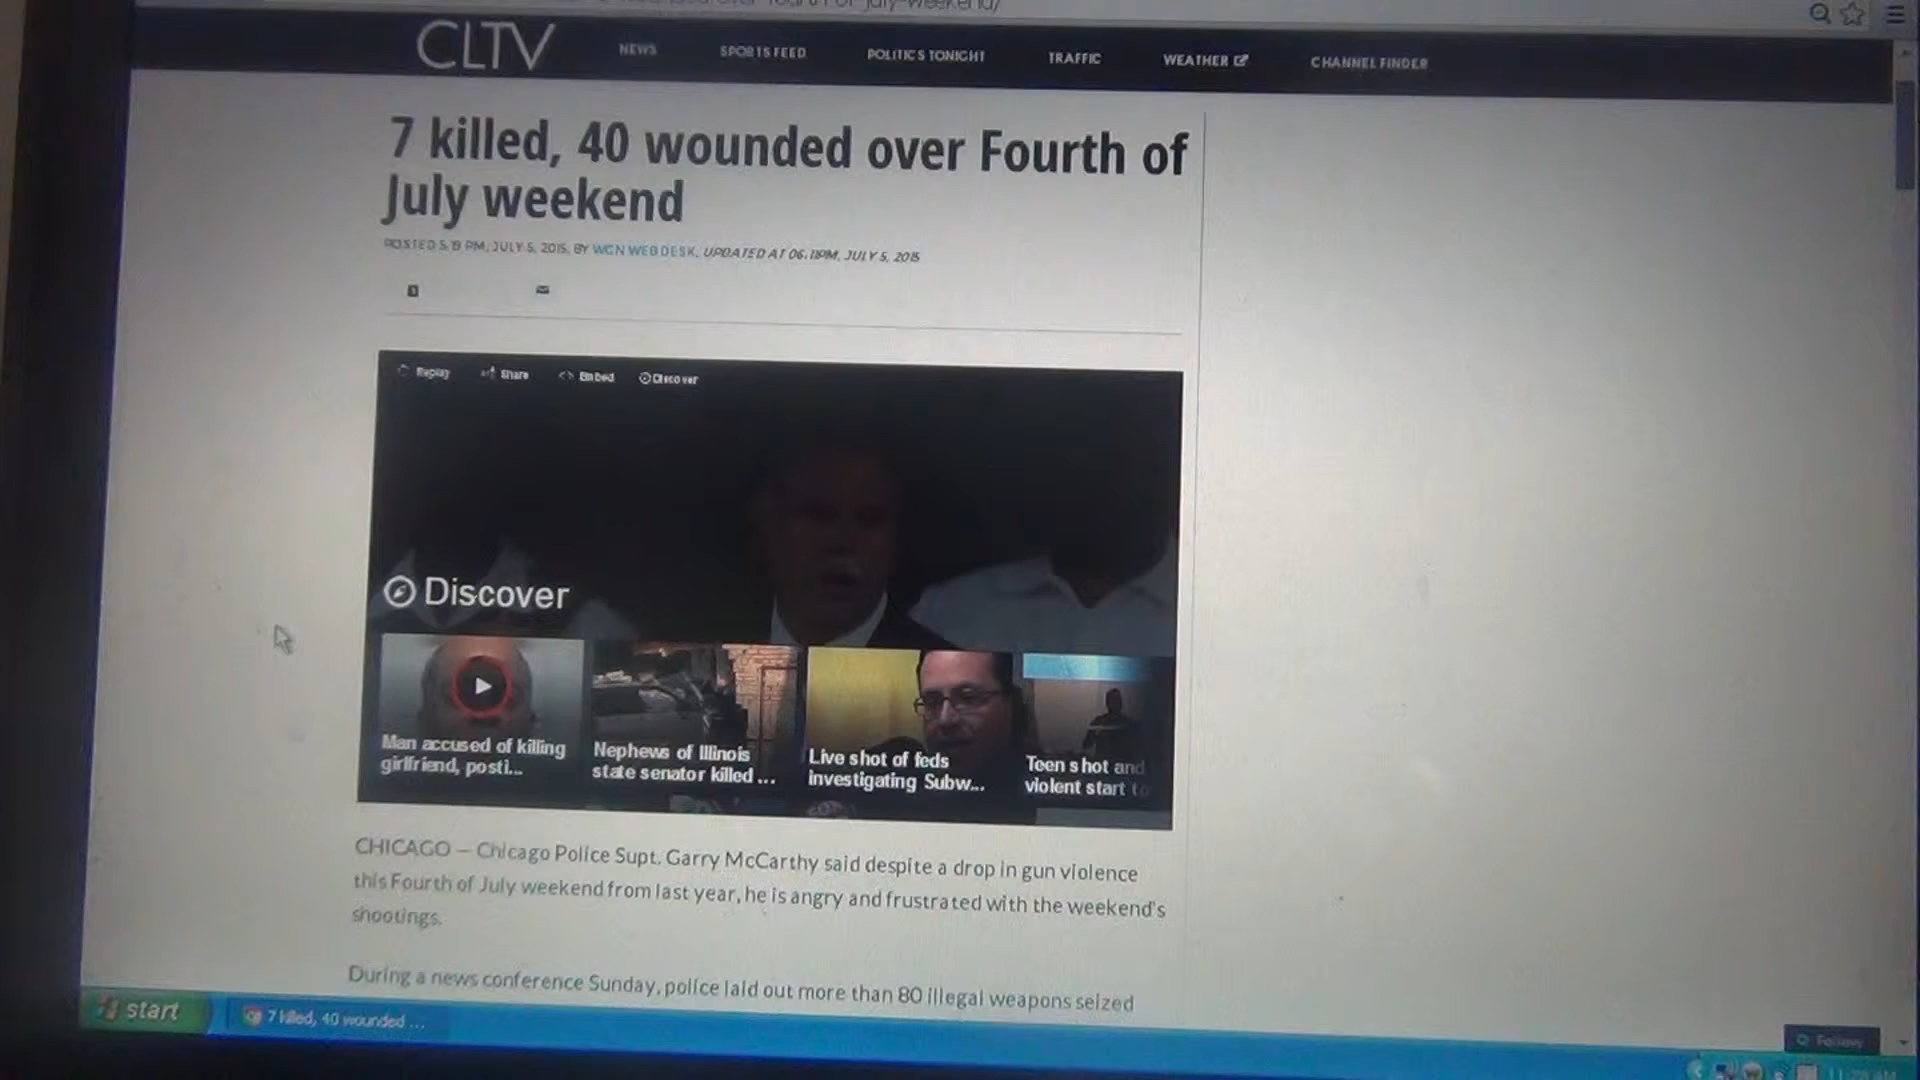 CLTV
NEWS SPORTS FEED POLITICS TONIGHT TRAFFIC WEATHER CHANNEL FINDER
7 killed, 40 wounded over Fourth of
July weekend
POSTED 5:19 PM, JULY 5, 2015, BY WGN WEB DESK, UPDATED AT 06:11PM, JULY 5, 2015
Replay Share Embed Discover
Discover
Man accused of killing
girlfriend, posti...
Nephews of Illinois
state senator killed ...
Live shot of feds
investigating Subw...
Teen shot and
violent start to
CHICAGO — Chicago Police Supt. Garry McCarthy said despite a drop in gun violence
this Fourth of July weekend from last year, he is angry and frustrated with the weekend's
shootings.
During a news conference Sunday, police laid out more than 80 illegal weapons seized
start 7 killed, 40 wounded ...
Follow